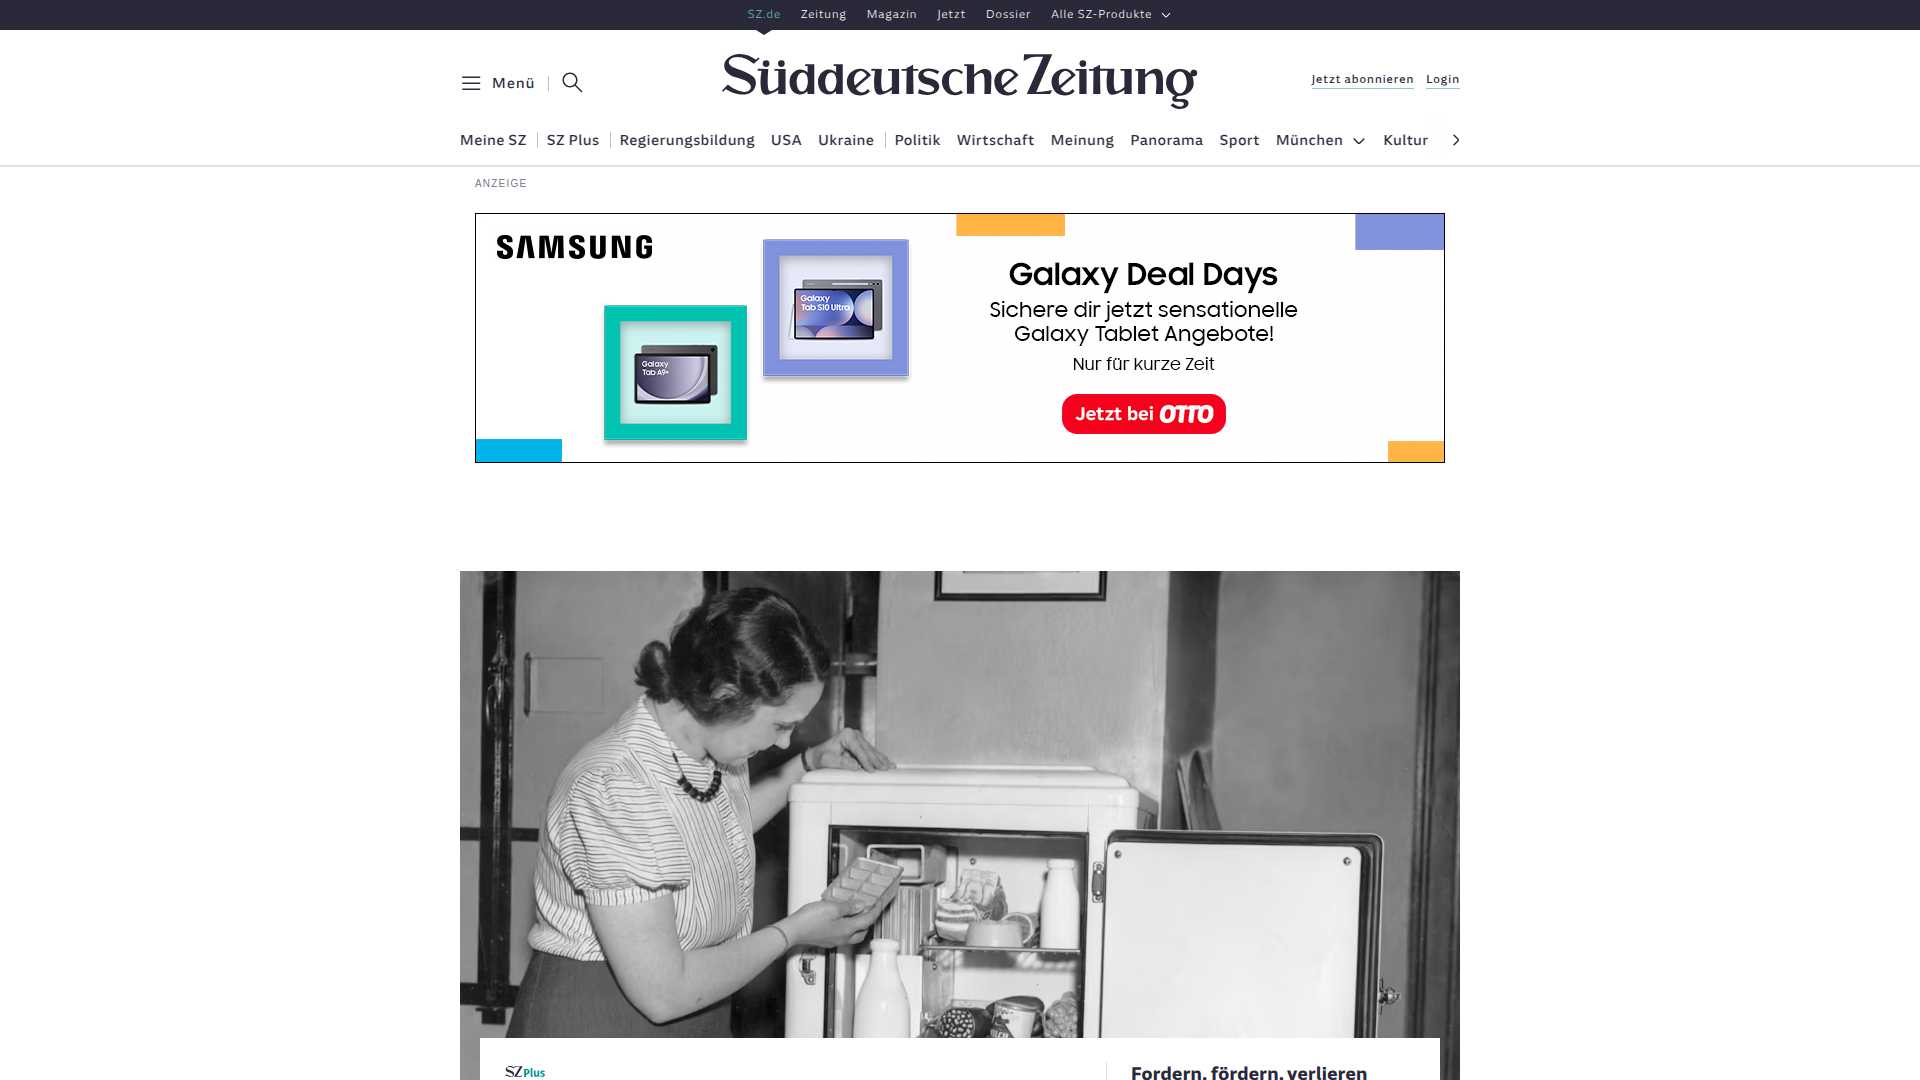 SZ.de Zeitung Magazin Jetzt Dossier Alle SZ-Produkte
Menü
Süddeutsche Zeitung
Jetzt abonnieren Login
Meine SZ SZ Plus Regierungsbildung USA Ukraine Politik Wirtschaft Meinung Panorama Sport München Kultur
ANZEIGE
SAMSUNG
Galaxy
Tab S10 Ultra
Galaxy
Tab A9+
Galaxy Deal Days
Sichere dir jetzt sensationelle
Galaxy Tablet Angebote!
Nur für kurze Zeit
Jetzt bei OTTO
SZ Plus
Fordern, fördern, verlieren